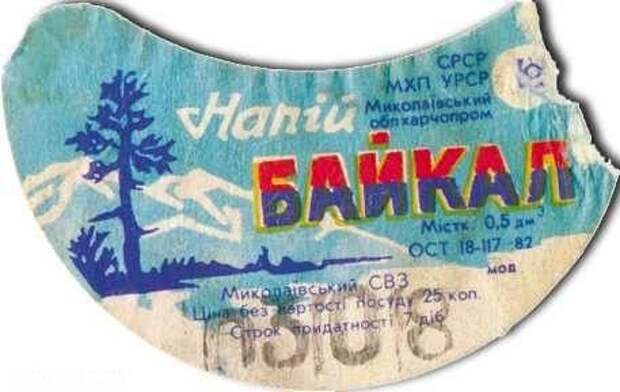 СРСР
МХП УРСР
Миколаївський
облхарчопром
Напій
БАЙКАЛ
Містк. 0,5 дм³
ОСТ 18-117-82
мод
Миколаївський СВЗ
Ціна без вартості посуду 25 коп.
Строк придатності 7 діб